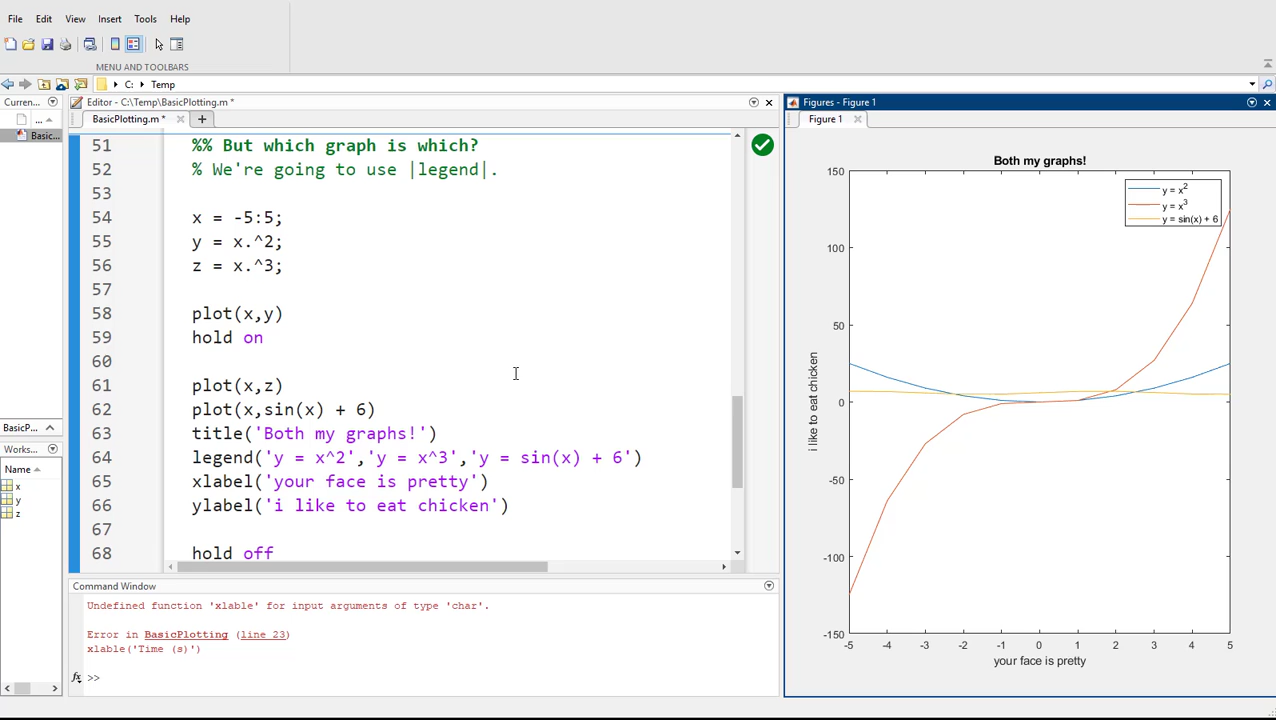 File Edit View Insert Tools Help
MENU AND TOOLBARS
C: Temp
Curren...
Editor - C:\Temp\BasicPlotting.m *
Figures - Figure 1
BasicPlotting.m *
Figure 1
...
Basic...
51 %% But which graph is which?
52 % We're going to use |legend|.
53
54 x = -5:5;
55 y = x.^2;
56 z = x.^3;
57
58 plot(x,y)
59 hold on
60
61 plot(x,z)
62 plot(x,sin(x) + 6)
63 title('Both my graphs!')
64 legend('y = x^2','y = x^3','y = sin(x) + 6')
65 xlabel('your face is pretty')
66 ylabel('i like to eat chicken')
67
68 hold off
BasicP...
Works...
Name
x
y
z
Command Window
Undefined function 'xlable' for input arguments of type 'char'.
Error in BasicPlotting (line 23)
xlable('Time (s)')
fx >>
Both my graphs!
y = x2
y = x3
y = sin(x) + 6
150
100
50
0
-50
-100
-150
i like to eat chicken
-5 -4 -3 -2 -1 0 1 2 3 4 5
your face is pretty